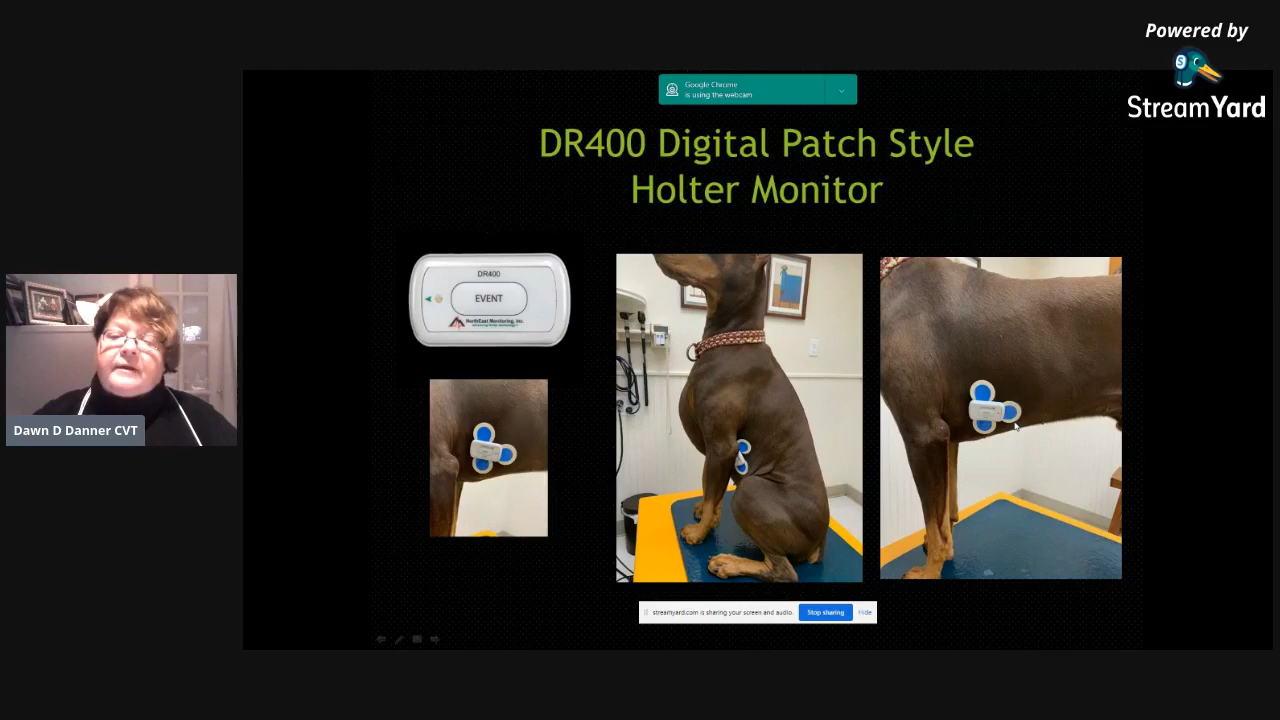 Powered by
StreamYard
Google Chrome
is using the webcam
DR400 Digital Patch Style
Holter Monitor
DR400
EVENT
NorthEast Monitoring, Inc.
Dawn D Danner CVT
streamyard.com is sharing your screen and audio.
Stop sharing
Hide